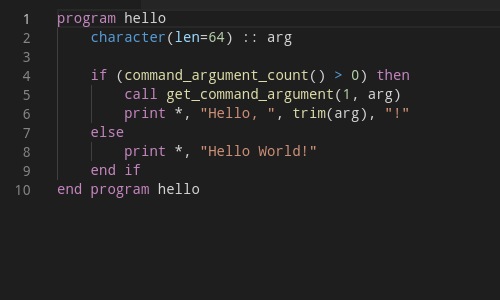 1 program hello
2     character(len=64) :: arg
3
4     if (command_argument_count() > 0) then
5         call get_command_argument(1, arg)
6         print *, "Hello, ", trim(arg), "!"
7     else
8         print *, "Hello World!"
9     end if
10 end program hello